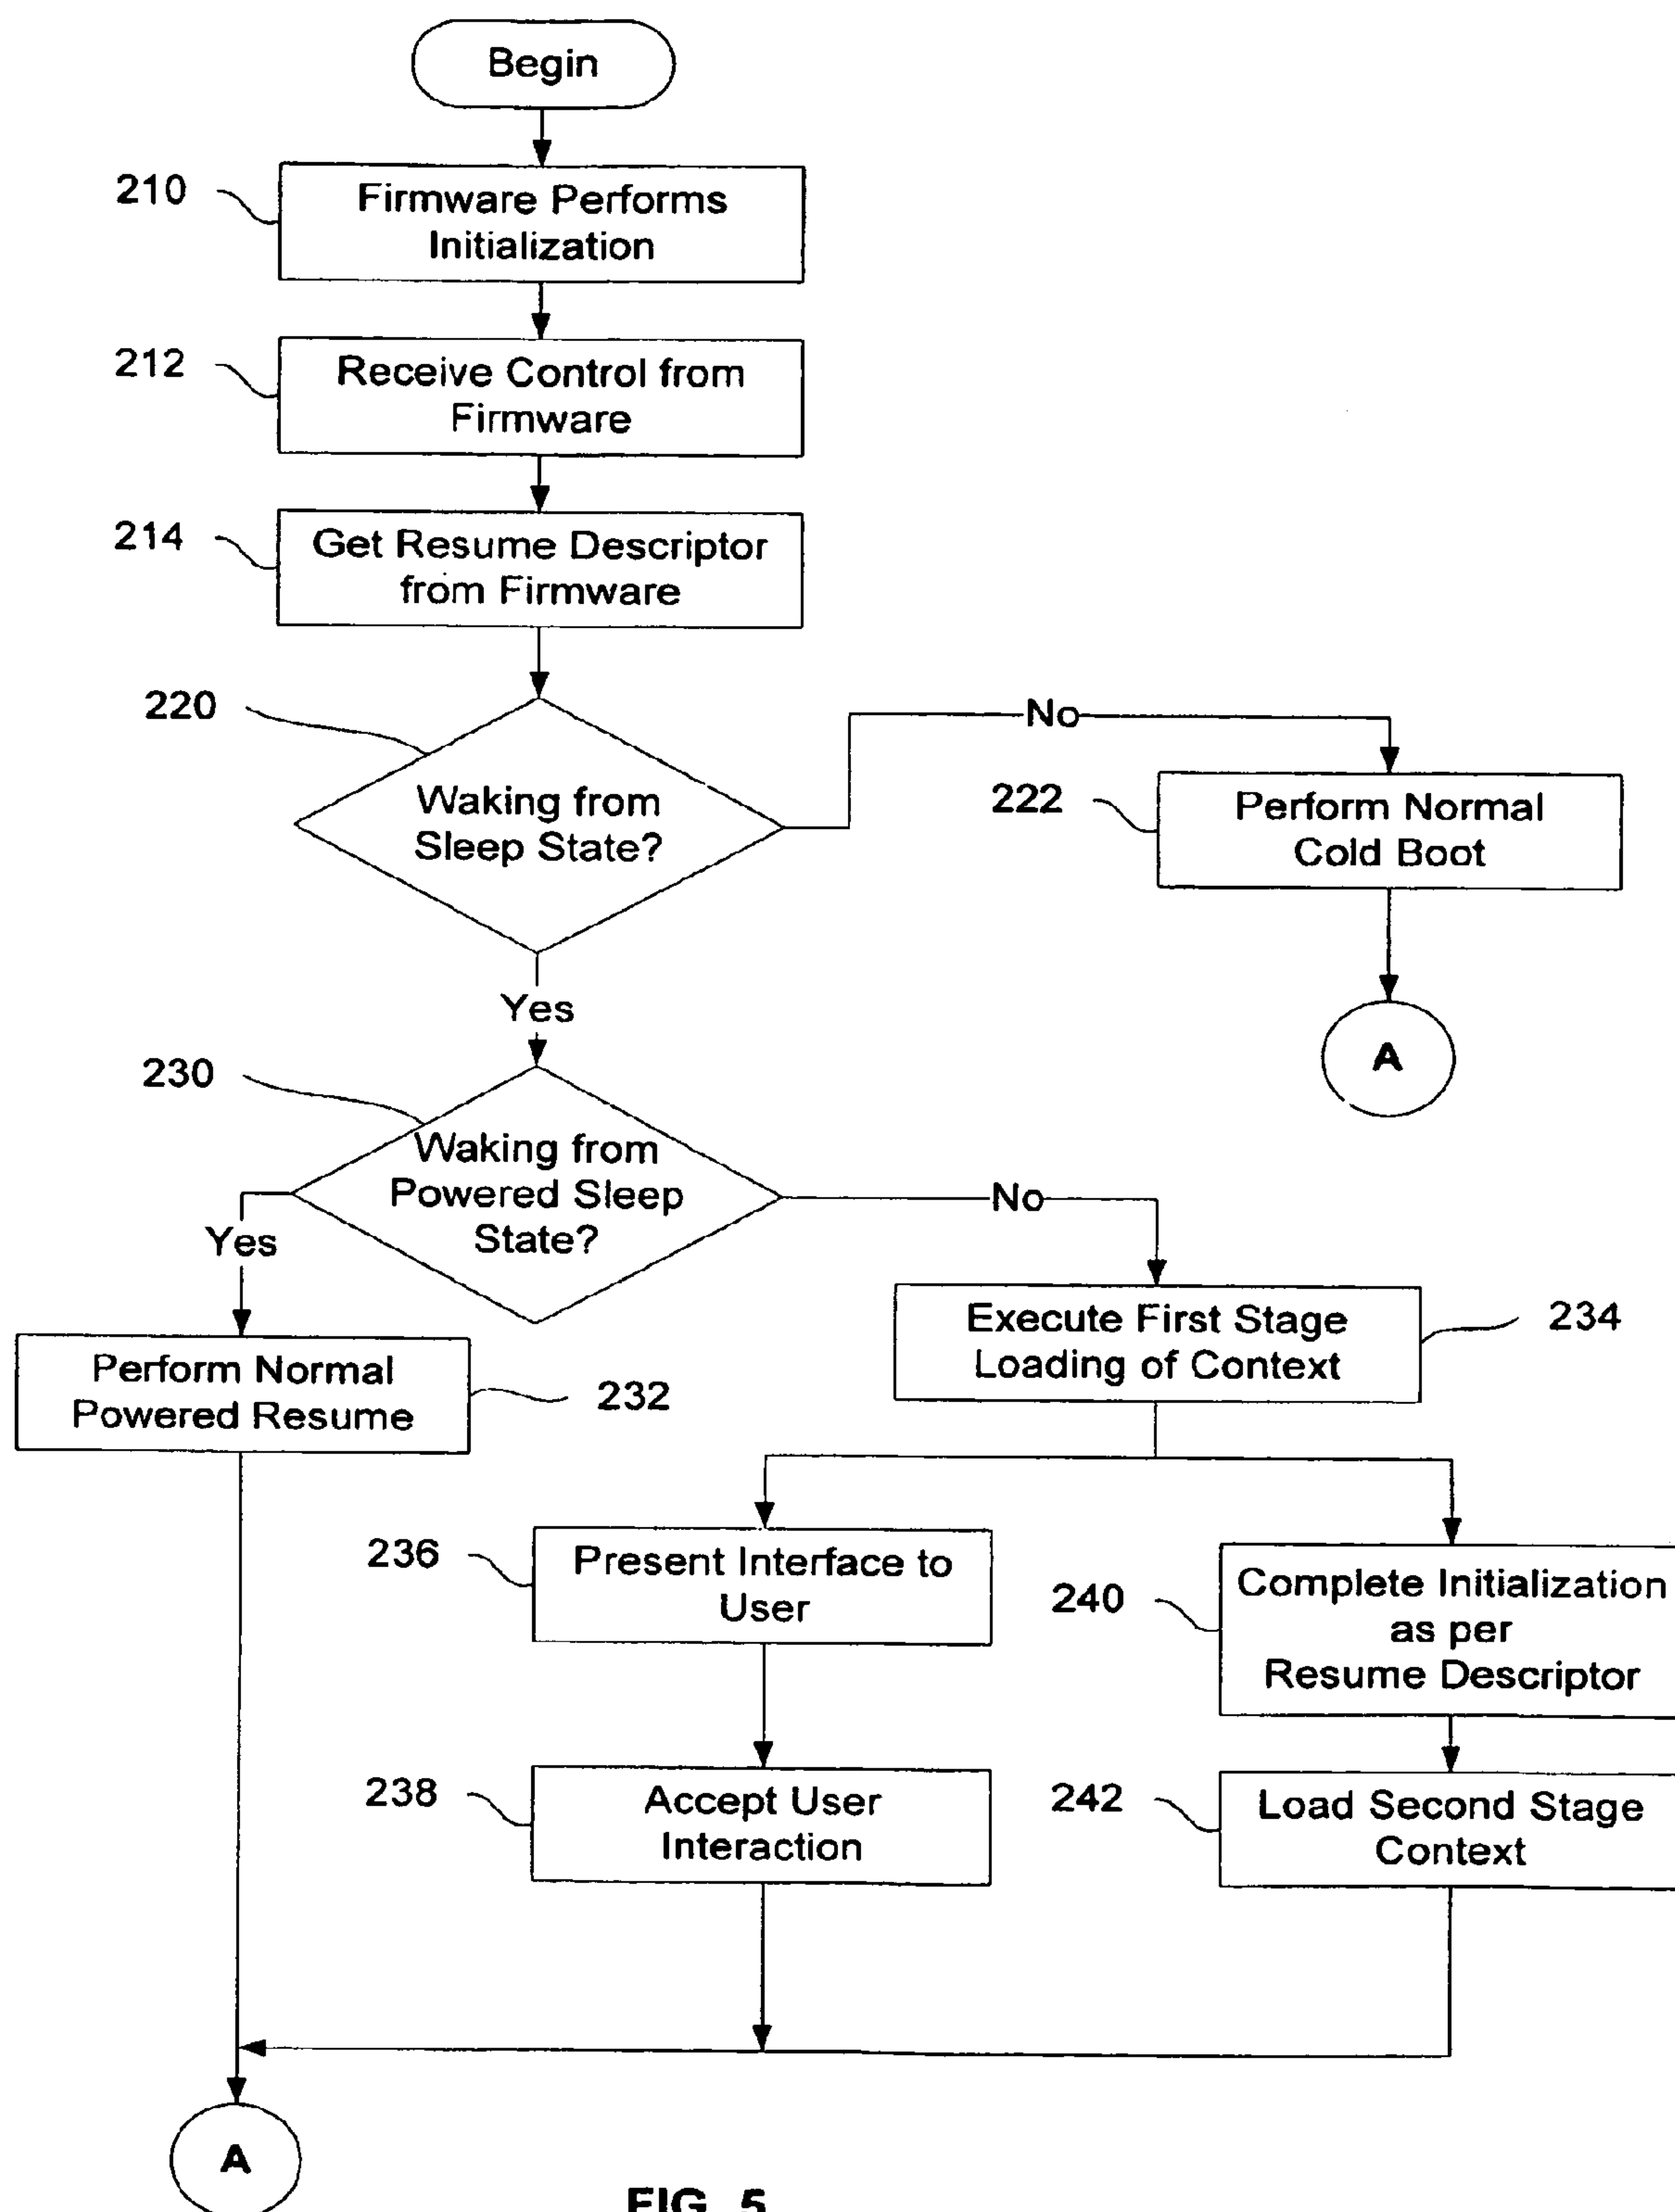 Begin
210
Firmware Performs
Initialization
212
Receive Control from
Firmware
214
Get Resume Descriptor
from Firmware
220
Waking from
Sleep State?
No
222
Perform Normal
Cold Boot
A
Yes
230
Waking from
Powered Sleep
State?
Yes
No
232
Perform Normal
Powered Resume
234
Execute First Stage
Loading of Context
236
Present Interface to
User
240
Complete Initialization
as per
Resume Descriptor
238
Accept User
Interaction
242
Load Second Stage
Context
A
FIG. 5